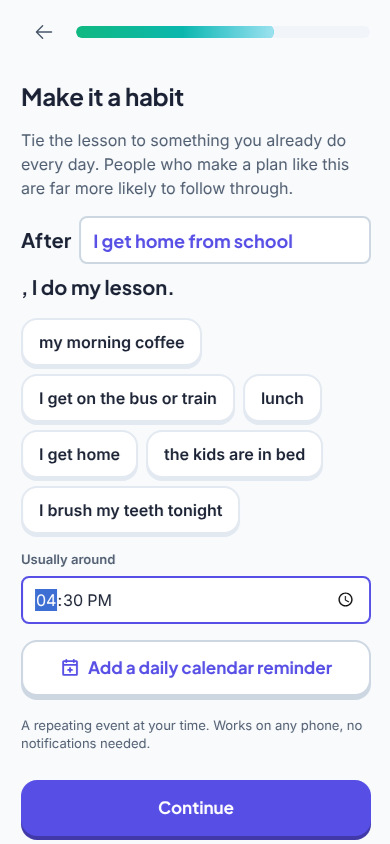 Make it a habit
Tie the lesson to something you already do
every day. People who make a plan like this
are far more likely to follow through.
After I get home from school
, I do my lesson.
my morning coffee
I get on the bus or train lunch
I get home the kids are in bed
I brush my teeth tonight
Usually around
04:30 PM
Add a daily calendar reminder
A repeating event at your time. Works on any phone, no
notifications needed.
Continue